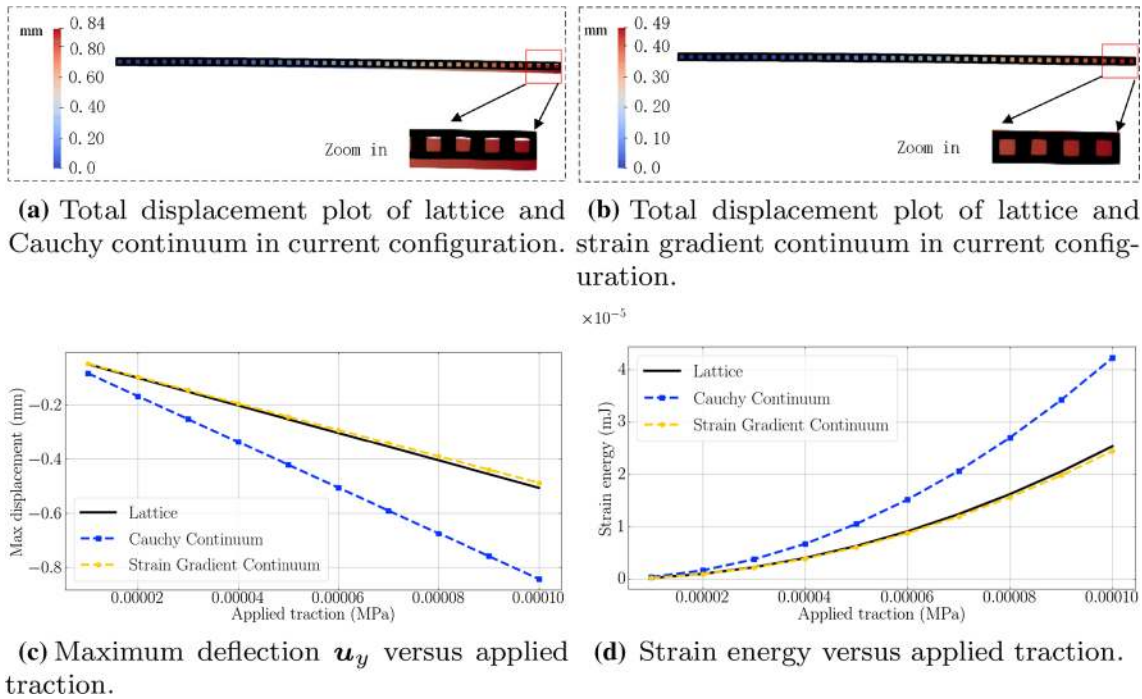 mm
0.84
0.80
0.60
0.40
0.20
0.0
Zoom in
mm
0.49
0.40
0.30
0.20
0.10
0.0
Zoom in
(a) Total displacement plot of lattice and
Cauchy continuum in current configuration.
(b) Total displacement plot of lattice and
strain gradient continuum in current config-
uration.
Max displacement (mm)
−0.2
−0.4
−0.6
−0.8
Lattice
Cauchy Continuum
Strain Gradient Continuum
0.00002 0.00004 0.00006 0.00008 0.00010
Applied traction (MPa)
(c) Maximum deflection u_y versus applied
traction.
×10⁻⁵
Strain energy (mJ)
4
3
2
1
0
Lattice
Cauchy Continuum
Strain Gradient Continuum
0.00002 0.00004 0.00006 0.00008 0.00010
Applied traction (MPa)
(d) Strain energy versus applied traction.